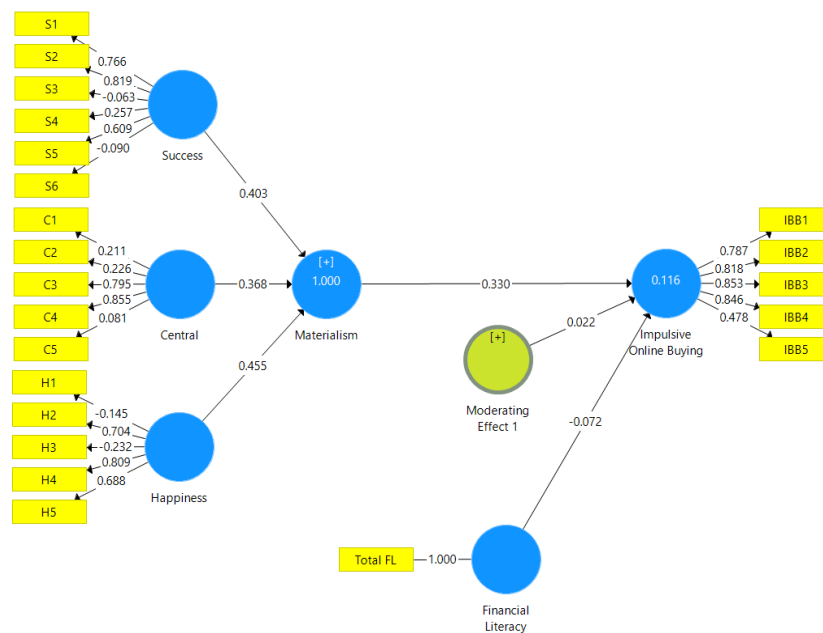 S1
S2
S3
S4
S5
S6
0.766
0.819
-0.063
0.257
0.609
-0.090
Success
0.403
C1
C2
C3
C4
C5
0.211
0.226
0.795
0.855
0.081
Central
0.368
H1
H2
H3
H4
H5
-0.145
0.704
-0.232
0.809
0.688
Happiness
0.455
[+]
1.000
Materialism
0.330
[+]
Moderating
Effect 1
0.022
0.116
Impulsive
Online Buying
0.787
0.818
0.853
0.846
0.478
IBB1
IBB2
IBB3
IBB4
IBB5
-0.072
Total FL
1.000
Financial
Literacy